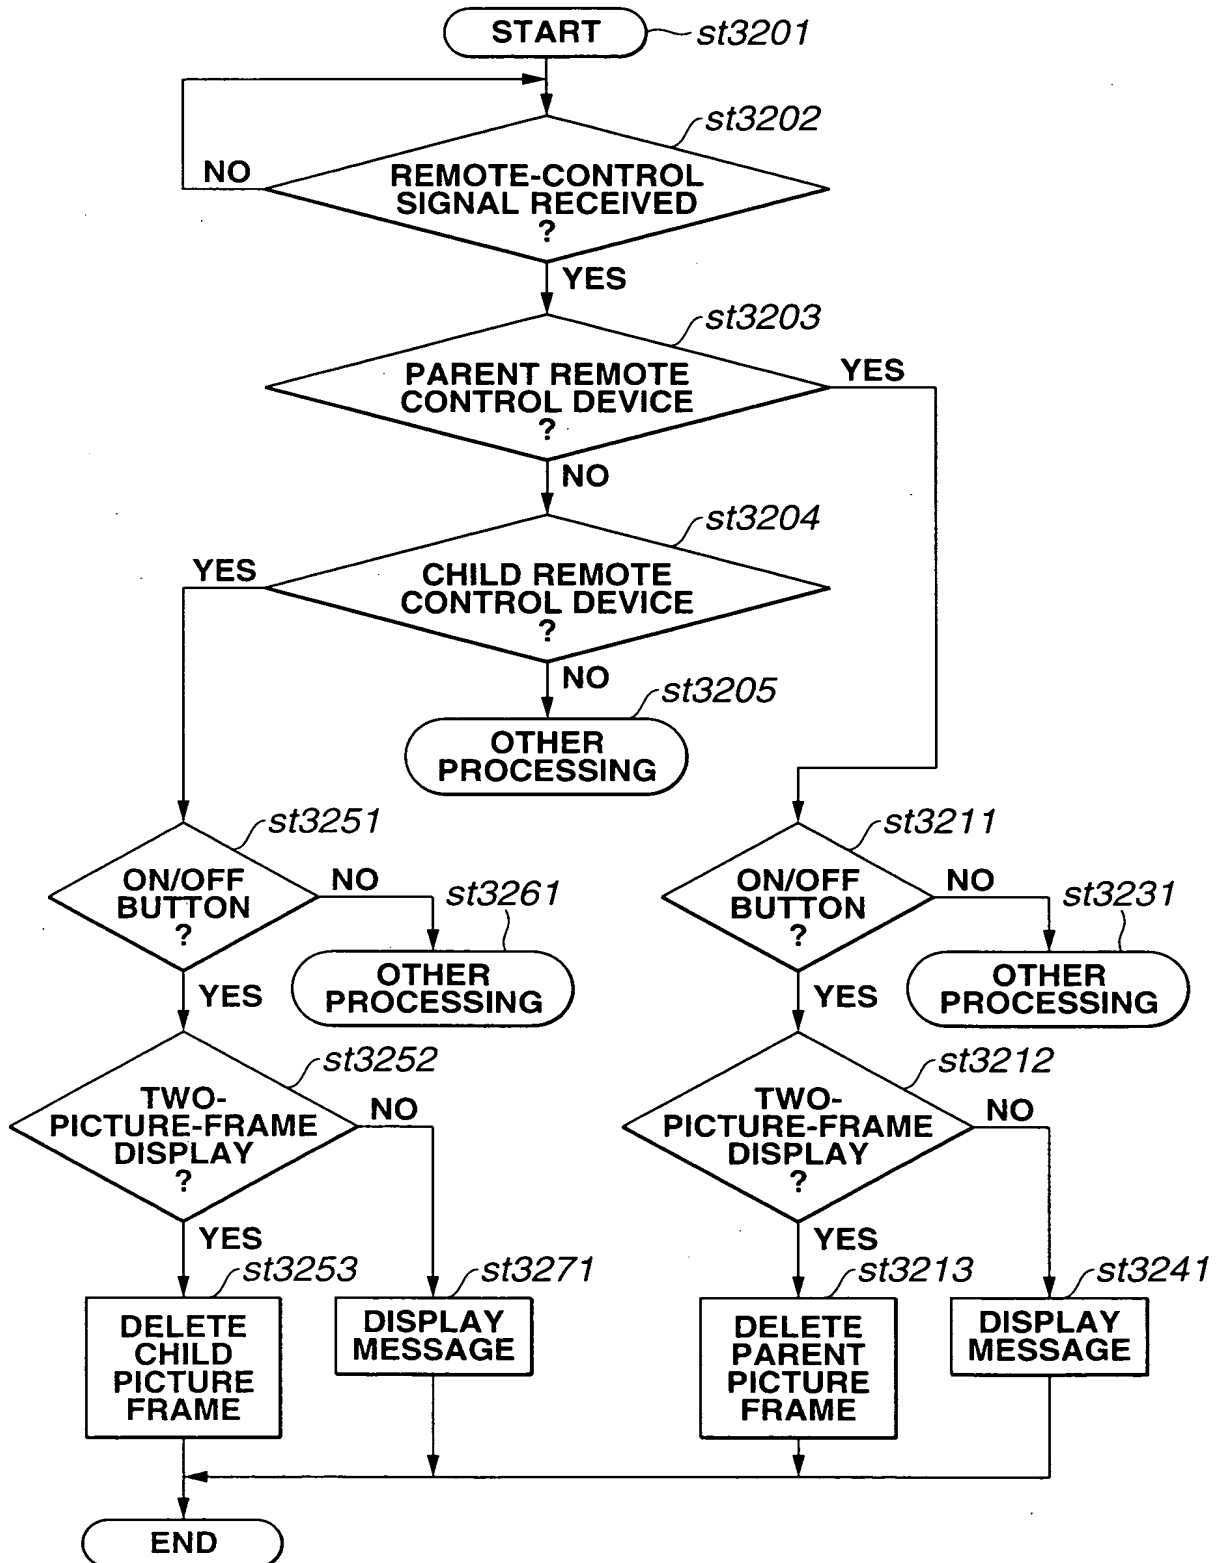 START
st3201
st3202
NO
REMOTE-CONTROL
SIGNAL RECEIVED
?
YES
st3203
PARENT REMOTE
CONTROL DEVICE
?
YES
NO
st3204
YES
CHILD REMOTE
CONTROL DEVICE
?
NO
st3205
OTHER
PROCESSING
st3251
ON/OFF
BUTTON
?
NO
st3261
OTHER
PROCESSING
YES
st3252
TWO-
PICTURE-FRAME
DISPLAY
?
NO
YES
st3253
DELETE
CHILD
PICTURE
FRAME
st3271
DISPLAY
MESSAGE
st3211
ON/OFF
BUTTON
?
NO
st3231
OTHER
PROCESSING
YES
st3212
TWO-
PICTURE-FRAME
DISPLAY
?
NO
YES
st3213
DELETE
PARENT
PICTURE
FRAME
st3241
DISPLAY
MESSAGE
END